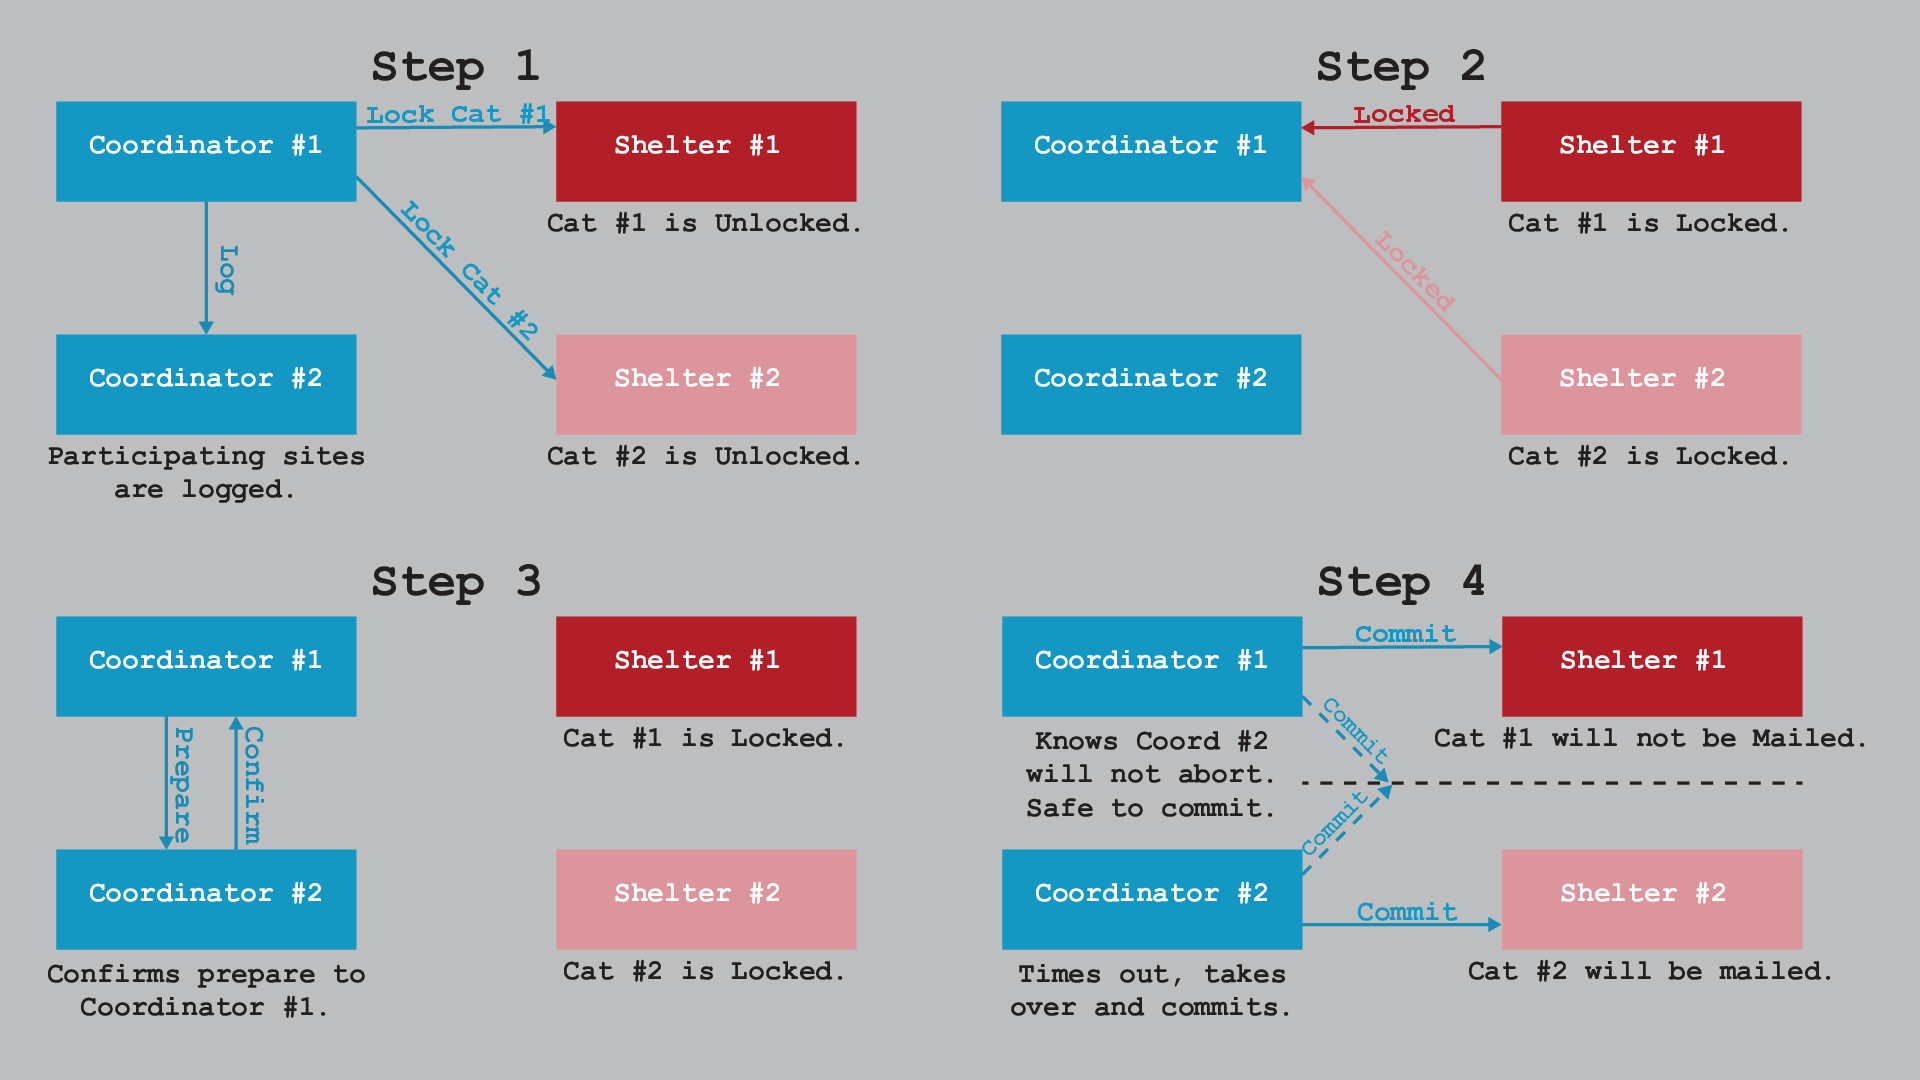 Step 1
Coordinator #1
Lock Cat #1
Shelter #1
Cat #1 is Unlocked.
Log
Lock Cat #2
Coordinator #2
Participating sites
are logged.
Shelter #2
Cat #2 is Unlocked.
Step 2
Coordinator #1
Locked
Shelter #1
Cat #1 is Locked.
Locked
Coordinator #2
Shelter #2
Cat #2 is Locked.
Step 3
Coordinator #1
Shelter #1
Cat #1 is Locked.
Prepare
Confirm
Coordinator #2
Confirms prepare to
Coordinator #1.
Shelter #2
Cat #2 is Locked.
Step 4
Coordinator #1
Commit
Shelter #1
Knows Coord #2
will not abort.
Safe to commit.
Commit
Cat #1 will not be Mailed.
Commit
Coordinator #2
Commit
Shelter #2
Times out, takes
over and commits.
Cat #2 will be mailed.